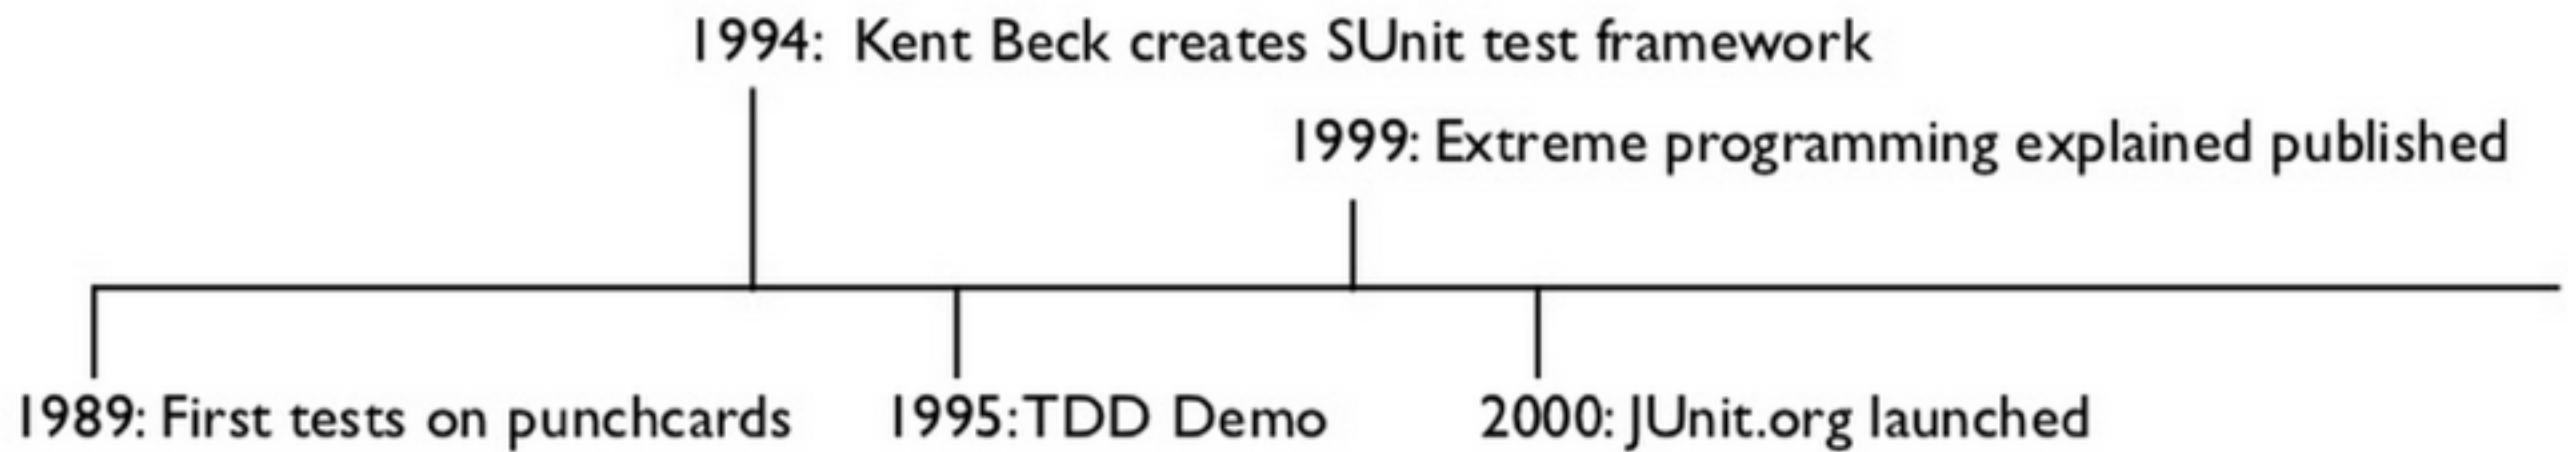 1994: Kent Beck creates SUnit test framework
1999: Extreme programming explained published
1989: First tests on punchcards
1995: TDD Demo
2000: JUnit.org launched